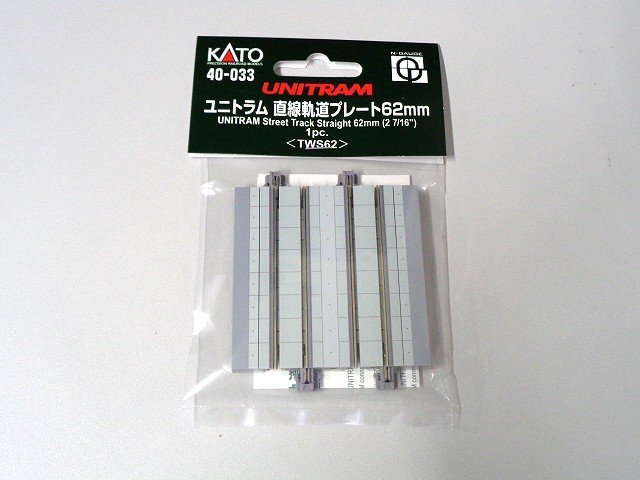 KATO
PRECISION RAILROAD MODELS
40-033
N-GAUGE
UNITRAM
ユニトラム 直線軌道プレート62mm
UNITRAM Street Track Straight 62mm (2 7/16")
1pc.
<TWS62>
UNITRAM